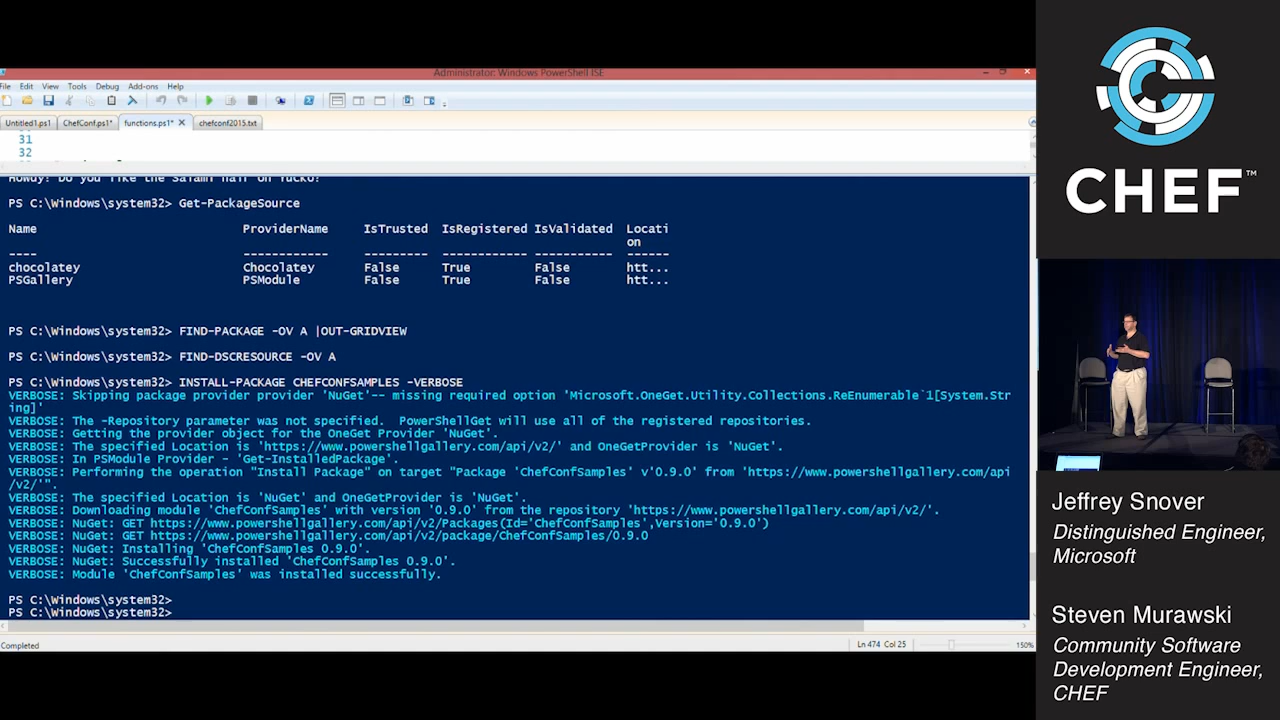 Administrator: Windows PowerShell ISE
File Edit View Tools Debug Add-ons Help
Untitled1.ps1 ChefConf.ps1* functions.ps1* X chefconf2015.txt
31
32
Howdy! Do you like the Salami hair on Yucko?
PS C:\Windows\system32> Get-PackageSource
Name ProviderName IsTrusted IsRegistered IsValidated Locati
on
---- ------------ --------- ------------ ----------- ------
chocolatey Chocolatey False True False htt...
PSGallery PSModule False True False htt...
PS C:\Windows\system32> FIND-PACKAGE -OV A |OUT-GRIDVIEW
PS C:\Windows\system32> FIND-DSCRESOURCE -OV A
PS C:\Windows\system32> INSTALL-PACKAGE CHEFCONFSAMPLES -VERBOSE
VERBOSE: Skipping package provider provider 'NuGet'-- missing required option 'Microsoft.OneGet.Utility.Collections.ReEnumerable`1[System.Str
ing]'
VERBOSE: The -Repository parameter was not specified.  PowerShellGet will use all of the registered repositories.
VERBOSE: Getting the provider object for the OneGet Provider 'NuGet'.
VERBOSE: The specified Location is 'https://www.powershellgallery.com/api/v2/' and OneGetProvider is 'NuGet'.
VERBOSE: In PSModule Provider - 'Get-InstalledPackage'.
VERBOSE: Performing the operation "Install Package" on target "Package 'ChefConfSamples' v'0.9.0' from 'https://www.powershellgallery.com/api
/v2/'".
VERBOSE: The specified Location is 'NuGet' and OneGetProvider is 'NuGet'.
VERBOSE: Downloading module 'ChefConfSamples' with version '0.9.0' from the repository 'https://www.powershellgallery.com/api/v2/'.
VERBOSE: NuGet: GET https://www.powershellgallery.com/api/v2/Packages(Id='ChefConfSamples',Version='0.9.0')
VERBOSE: NuGet: GET https://www.powershellgallery.com/api/v2/package/ChefConfSamples/0.9.0
VERBOSE: NuGet: Installing 'ChefConfSamples 0.9.0'.
VERBOSE: NuGet: Successfully installed 'ChefConfSamples 0.9.0'.
VERBOSE: Module 'ChefConfSamples' was installed successfully.
PS C:\Windows\system32>
PS C:\Windows\system32>
Completed Ln 474 Col 25 150%
CHEF™
Jeffrey Snover
Distinguished Engineer,
Microsoft
Steven Murawski
Community Software
Development Engineer,
CHEF